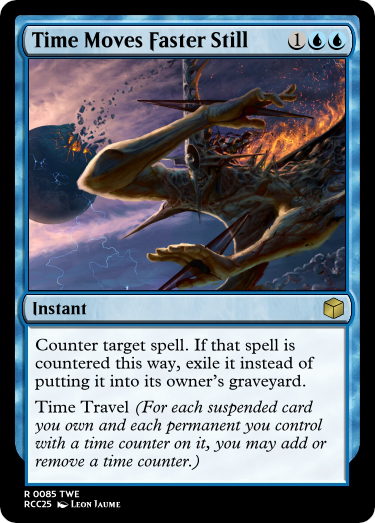 Time Moves Faster Still 1
Instant
Counter target spell. If that spell is
countered this way, exile it instead of
putting it into its owner's graveyard.
Time Travel (For each suspended card
you own and each permanent you control
with a time counter on it, you may add or
remove a time counter.)
R 0085 TWE
RCC25 Leon Jaume